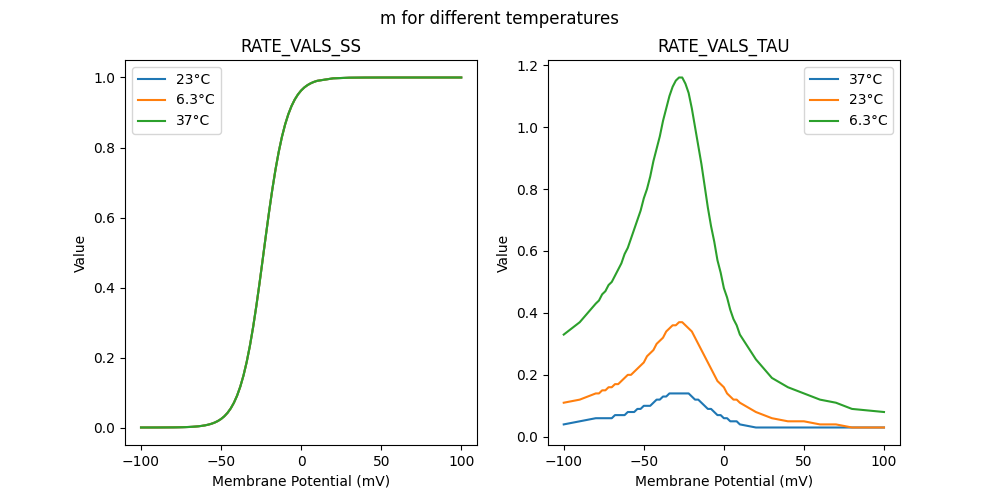 m for different temperatures
RATE_VALS_SS
23°C
6.3°C
37°C
1.0
0.8
0.6
0.4
0.2
0.0
Value
−100
−50
0
50
100
Membrane Potential (mV)
RATE_VALS_TAU
37°C
23°C
6.3°C
1.2
1.0
0.8
0.6
0.4
0.2
0.0
Value
−100
−50
0
50
100
Membrane Potential (mV)